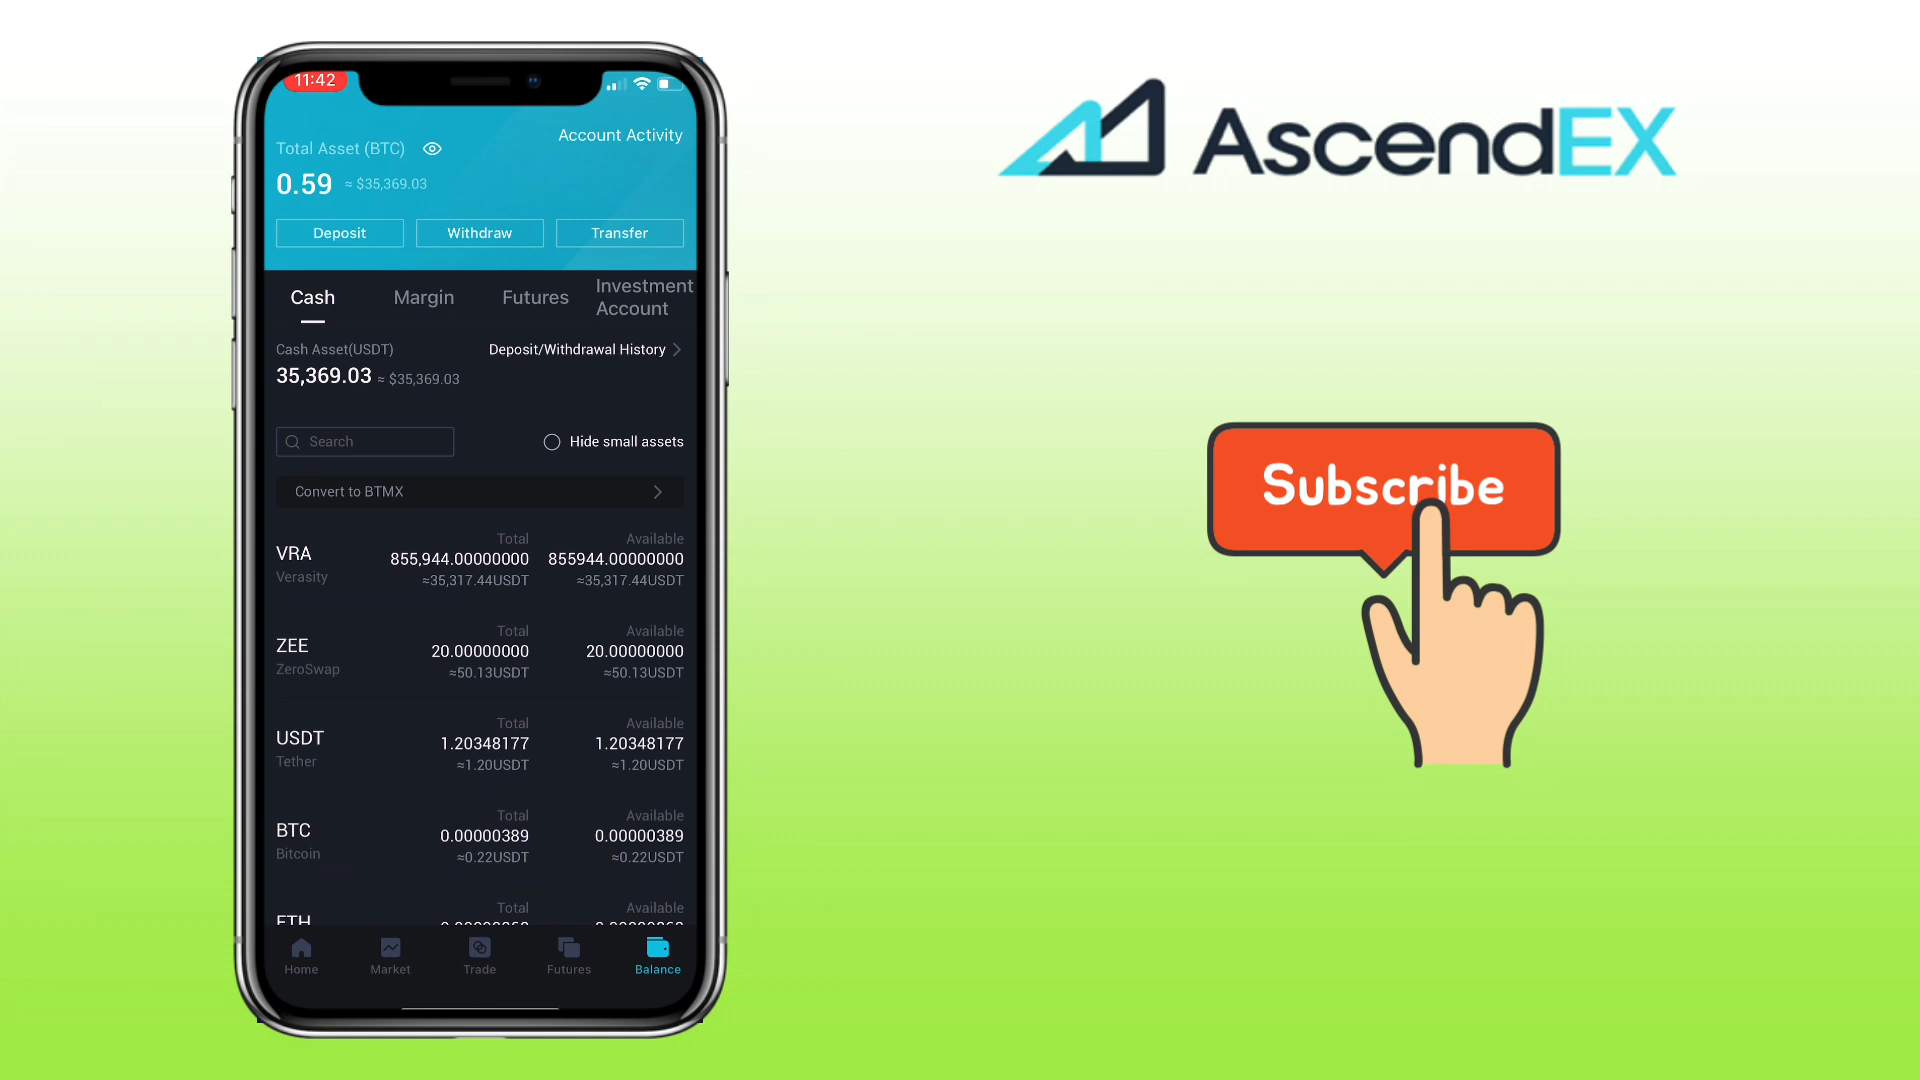 11:42
Account Activity
Total Asset (BTC)
0.59 ≈ $35,369.03
Deposit Withdraw Transfer
Cash Margin Futures Investment Account
Cash Asset(USDT) Deposit/Withdrawal History
35,369.03 ≈ $35,369.03
Search Hide small assets
Convert to BTMX
Total Available
VRA 855,944.00000000 855944.00000000
Verasity ≈35,317.44USDT ≈35,317.44USDT
Total Available
ZEE 20.00000000 20.00000000
ZeroSwap ≈50.13USDT ≈50.13USDT
Total Available
USDT 1.20348177 1.20348177
Tether ≈1.20USDT ≈1.20USDT
Total Available
BTC 0.00000389 0.00000389
Bitcoin ≈0.22USDT ≈0.22USDT
Total Available
ETH
Home Market Trade Futures Balance
AscendEX
Subscribe